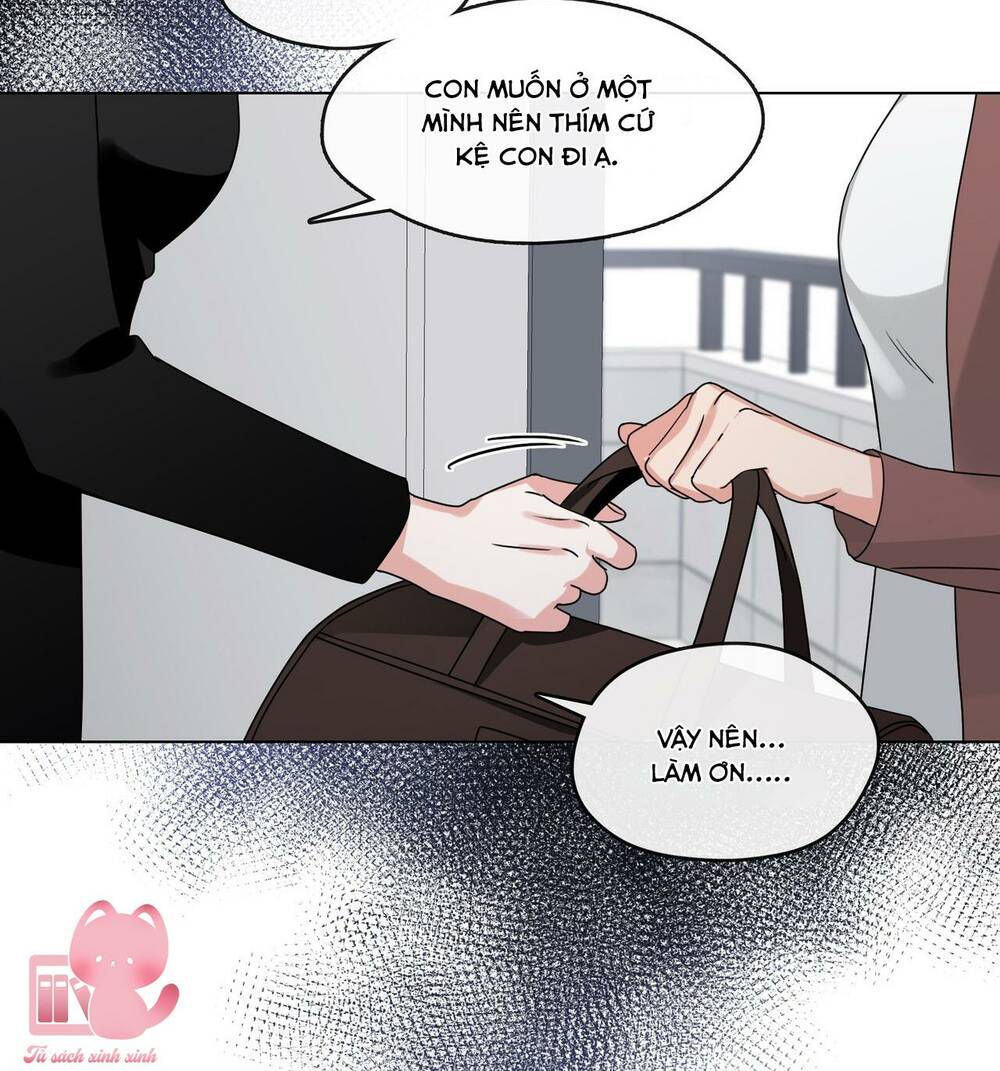 CON MUỐN Ở MỘT
MÌNH NÊN THÍM CỨ
KỆ CON ĐI Ạ.
VẬY NÊN...
LÀM ƠN.....
Tủ sách xinh xinh